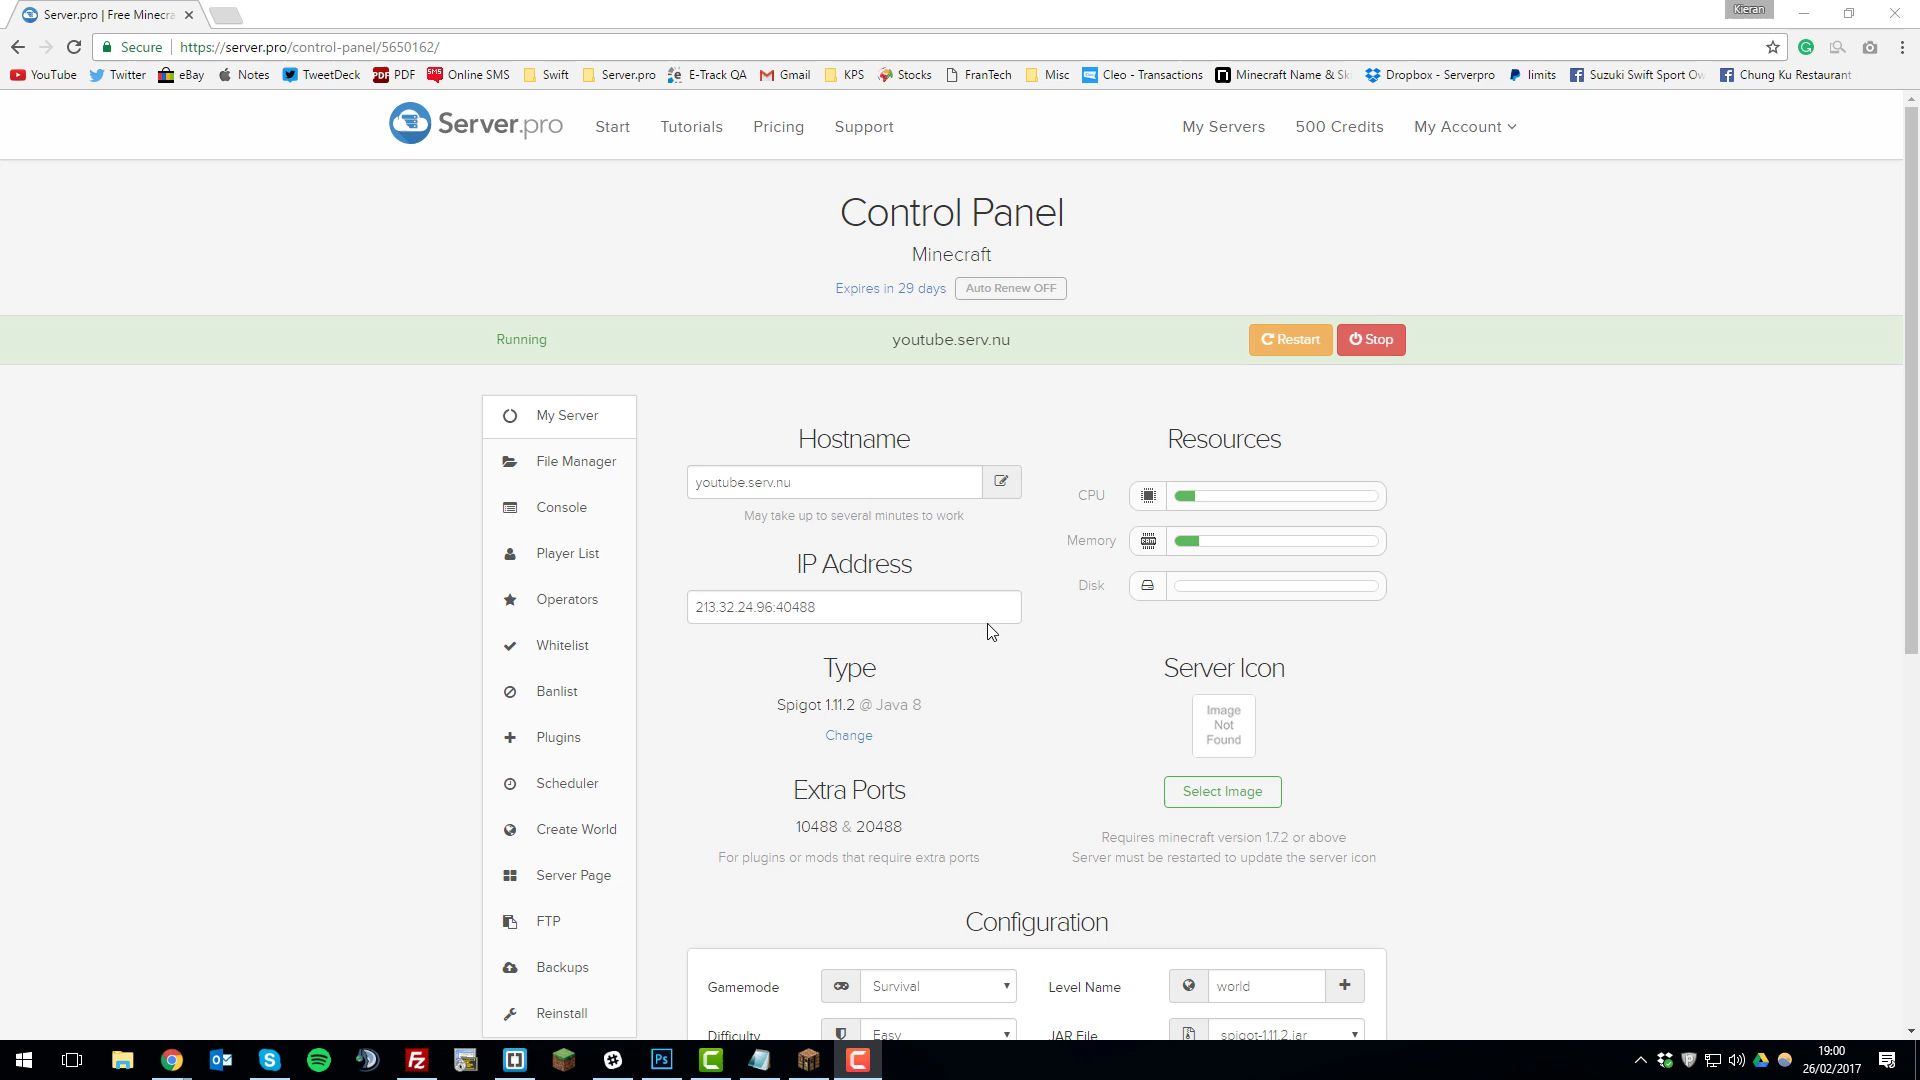 Server.pro | Free Minecra
Kieran
Secure
https://server.pro/control-panel/5650162/
YouTube
Twitter
eBay
Notes
TweetDeck
PDF
PDF
SMS
Online SMS
Swift
Server.pro
E-Track QA
Gmail
KPS
Stocks
FranTech
Misc
Cleo - Transactions
Minecraft Name & Sk
Dropbox - Serverpro
limits
Suzuki Swift Sport Ow
Chung Ku Restaurant
Server.pro
Start
Tutorials
Pricing
Support
My Servers
500 Credits
My Account
Control Panel
Minecraft
Expires in 29 days
Auto Renew OFF
Running
youtube.serv.nu
Restart
Stop
My Server
File Manager
Console
Player List
Operators
Whitelist
Banlist
Plugins
Scheduler
Create World
Server Page
FTP
Backups
Reinstall
Hostname
youtube.serv.nu
May take up to several minutes to work
IP Address
213.32.24.96:40488
Type
Spigot 1.11.2 @ Java 8
Change
Extra Ports
10488 & 20488
For plugins or mods that require extra ports
Resources
CPU
Memory
RAM
Disk
Server Icon
Image
Not
Found
Select Image
Requires minecraft version 1.7.2 or above
Server must be restarted to update the server icon
Configuration
Gamemode
Survival
Level Name
world
Difficulty
Easy
JAR File
spigot-1.11.2.jar
Fz
Ps
C
C
19:00
26/02/2017